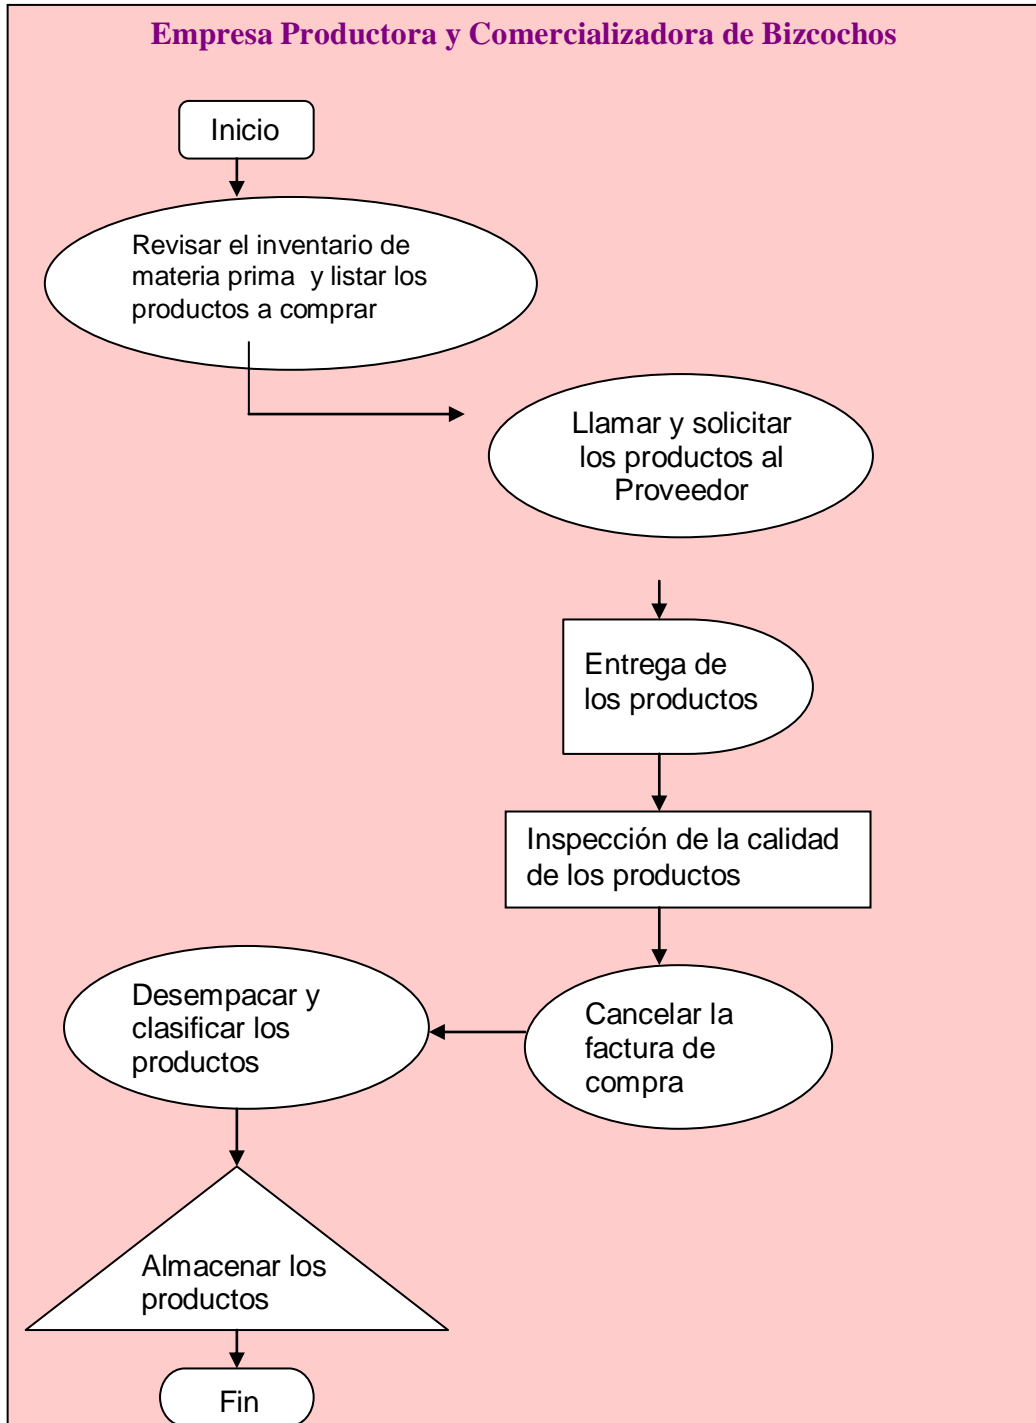 Empresa Productora y Comercializadora de Bizcochos
Inicio
Revisar el inventario de
materia prima y listar los
productos a comprar
Llamar y solicitar
los productos al
Proveedor
Entrega de
los productos
Inspección de la calidad
de los productos
Desempacar y
clasificar los
productos
Cancelar la
factura de
compra
Almacenar los
productos
Fin